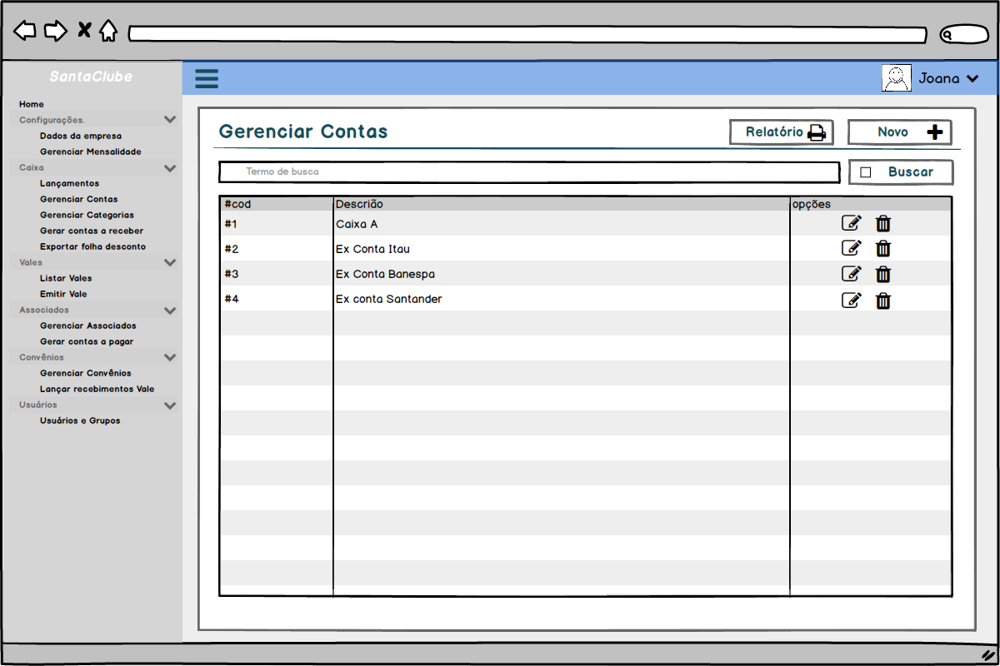 SantaClube
Joana
Home
Configurações.
Dados da empresa
Gerenciar Mensalidade
Caixa
Lançamentos
Gerenciar Contas
Gerenciar Categorias
Gerar contas a receber
Exportar folha desconto
Vales
Listar Vales
Emitir Vale
Associados
Gerenciar Associados
Gerar contas a pagar
Convênios
Gerenciar Convênios
Lançar recebimentos Vale
Usuários
Usuários e Grupos
Gerenciar Contas
Relatório
Novo
Termo de busca
Buscar
#cod Descrião opções
#1 Caixa A
#2 Ex Conta Itau
#3 Ex Conta Banespa
#4 Ex conta Santander